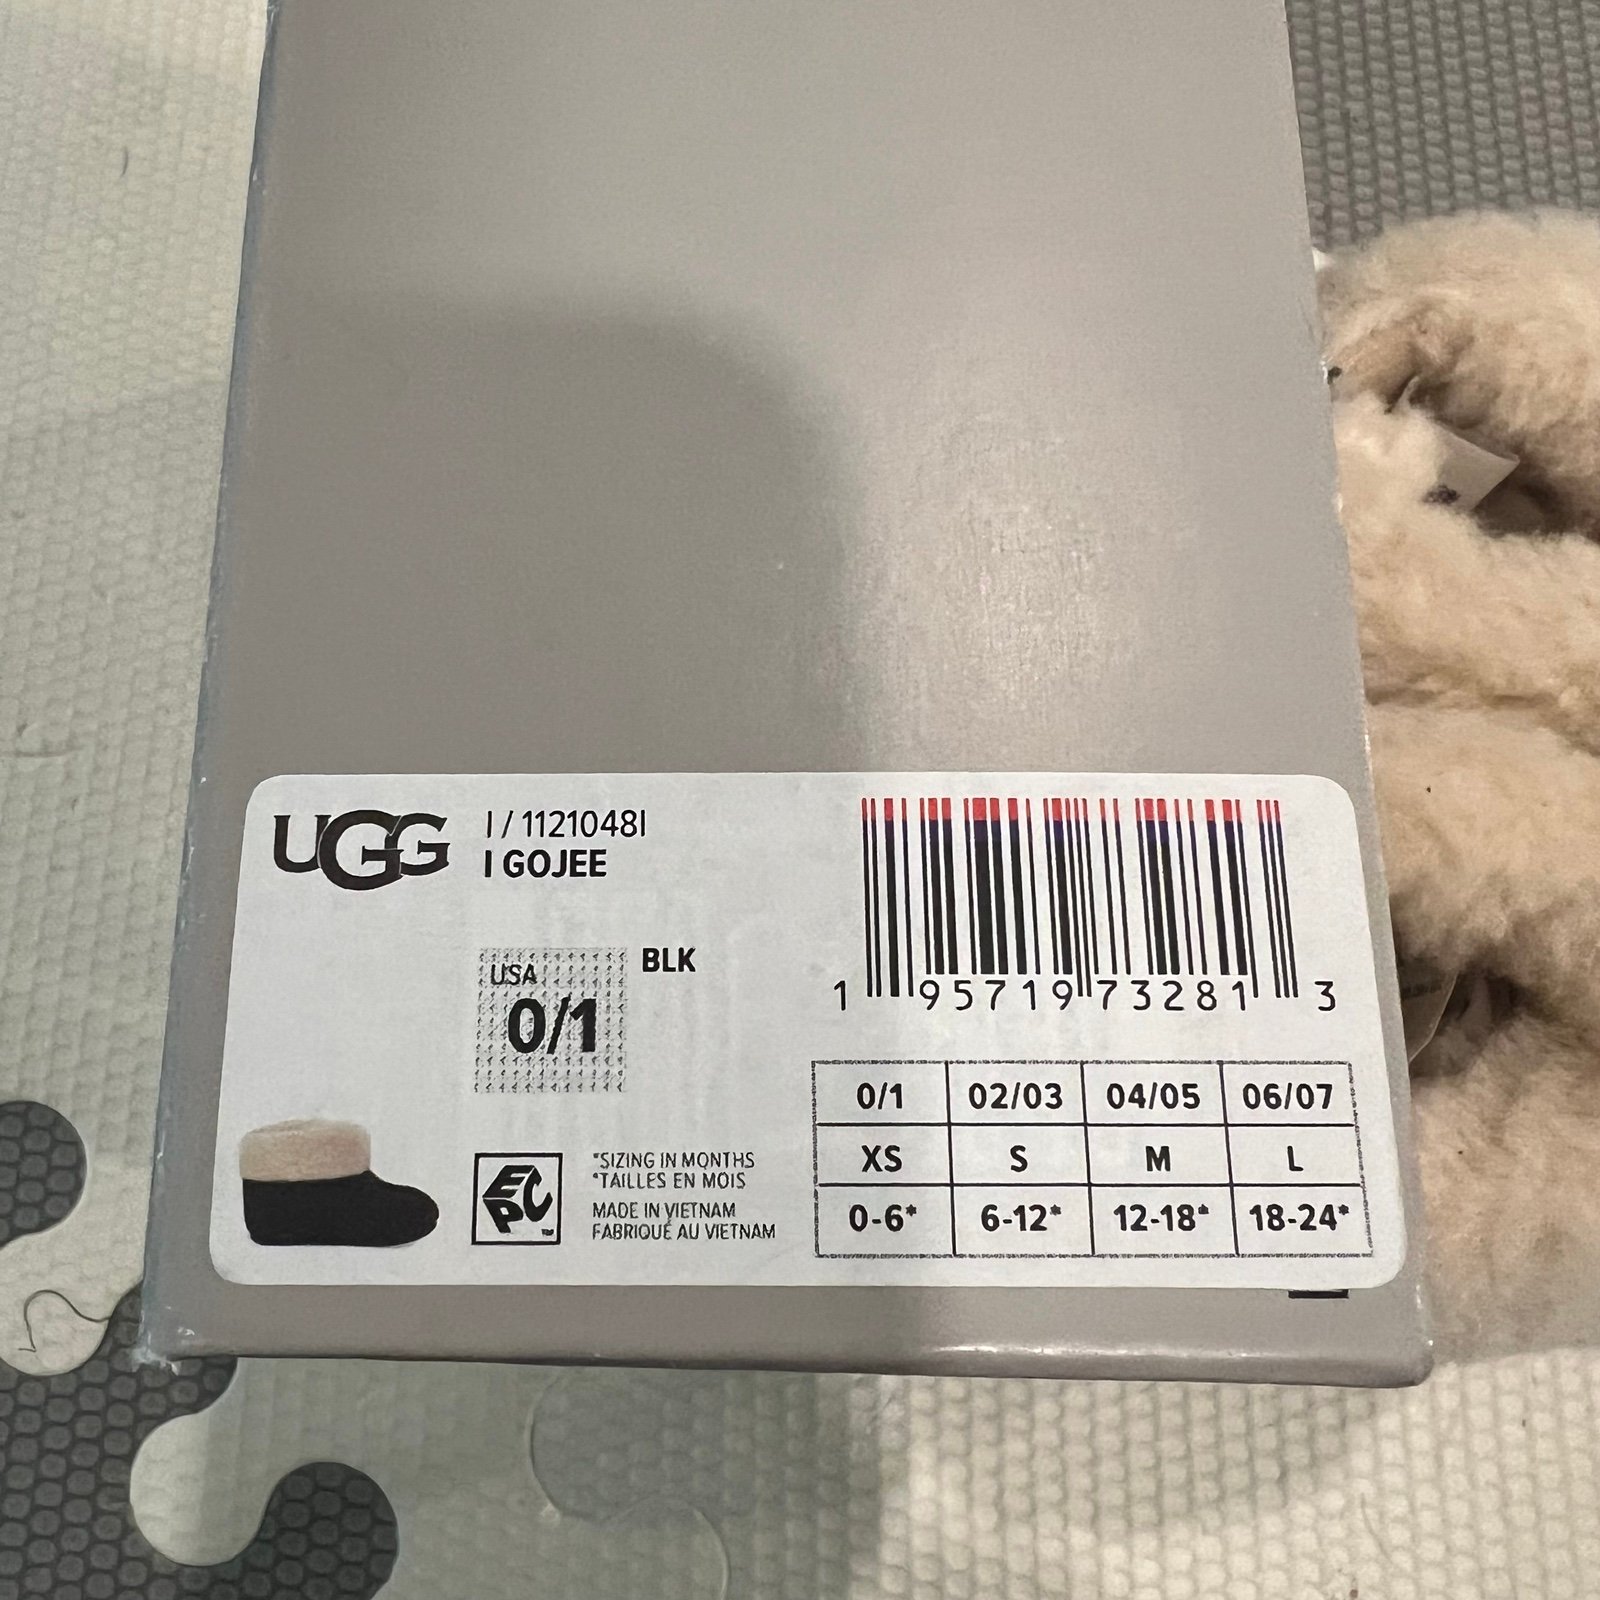 UGG
I / 1121048I
I GOJEE
USA
0/1
BLK
1 95719 73281 3
0/1 02/03 04/05 06/07
XS S M L
0-6* 6-12* 12-18* 18-24*
EPC
™
*SIZING IN MONTHS
*TAILLES EN MOIS
MADE IN VIETNAM
FABRIQUÉ AU VIETNAM